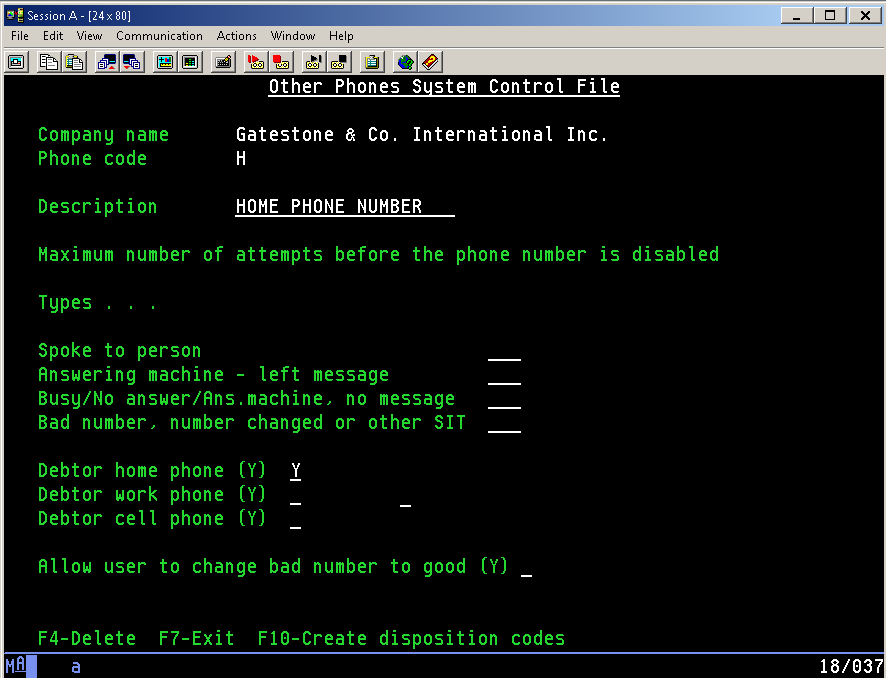 Session A - [24 x 80]
File Edit View Communication Actions Window Help
Other Phones System Control File
Company name Gatestone & Co. International Inc.
Phone code H
Description HOME PHONE NUMBER
Maximum number of attempts before the phone number is disabled
Types . . .
Spoke to person ___
Answering machine - left message ___
Busy/No answer/Ans.machine, no message ___
Bad number, number changed or other SIT ___
Debtor home phone (Y) Y
Debtor work phone (Y) _ _
Debtor cell phone (Y) _
Allow user to change bad number to good (Y) _
F4-Delete F7-Exit F10-Create disposition codes
MA a 18/037